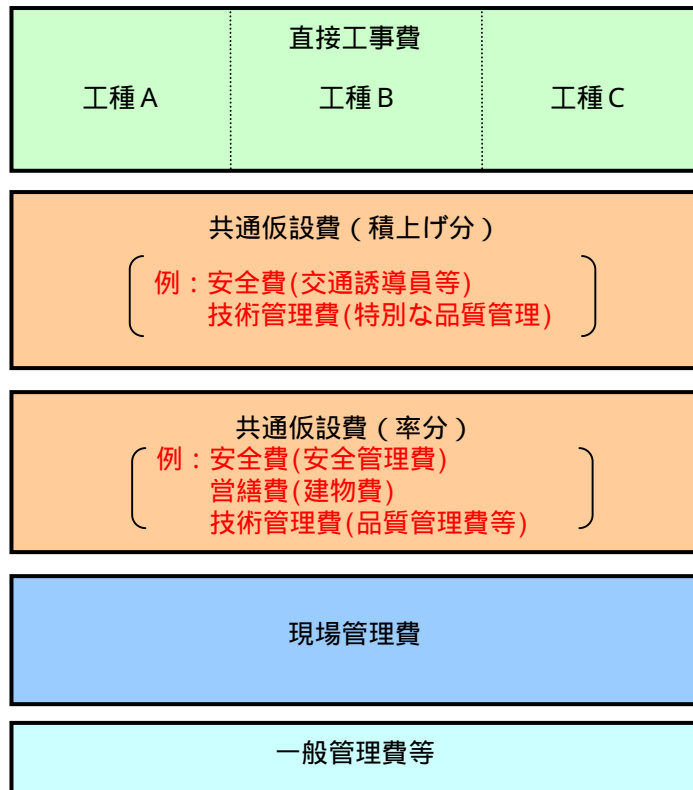 直接工事費
工種A 工種B 工種C
共通仮設費（積上げ分）
例：安全費(交通誘導員等)
技術管理費(特別な品質管理)
共通仮設費（率分）
例：安全費(安全管理費)
営繕費(建物費)
技術管理費(品質管理費等)
現場管理費
一般管理費等